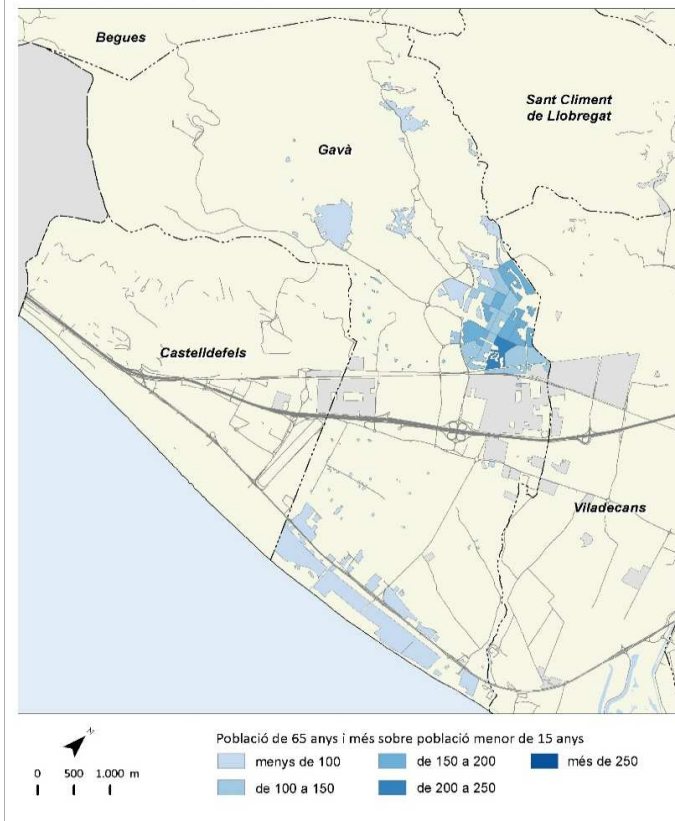 Begues
Sant Climent
de Llobregat
Gavà
Castelldefels
Viladecans
N
0 500 1.000 m
Població de 65 anys i més sobre població menor de 15 anys
menys de 100
de 150 a 200
més de 250
de 100 a 150
de 200 a 250